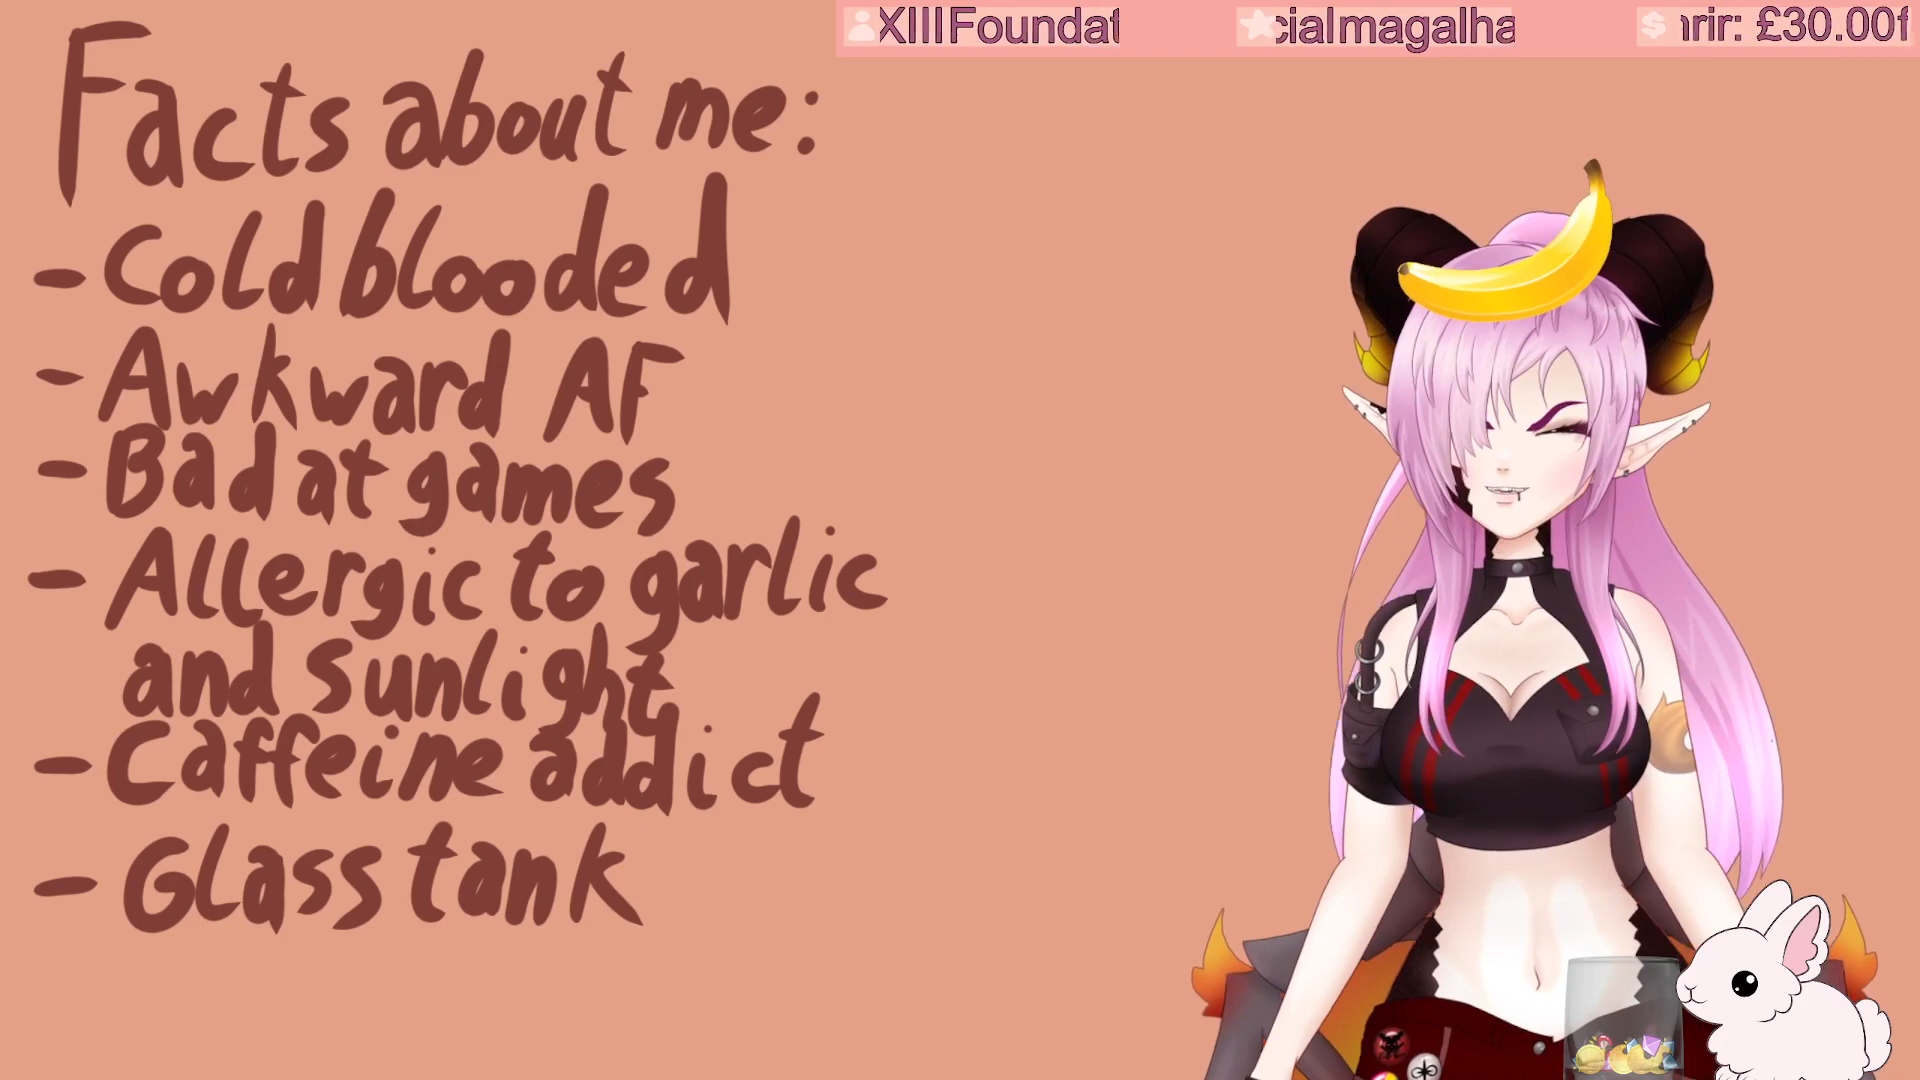 XIIIFoundat
cialmagalha
rir: £30.00
Facts about me:
- Cold blooded
- Awkward AF
- Bad at games
- Allergic to garlic
and sunlight
- Caffeine addict
- Glass tank